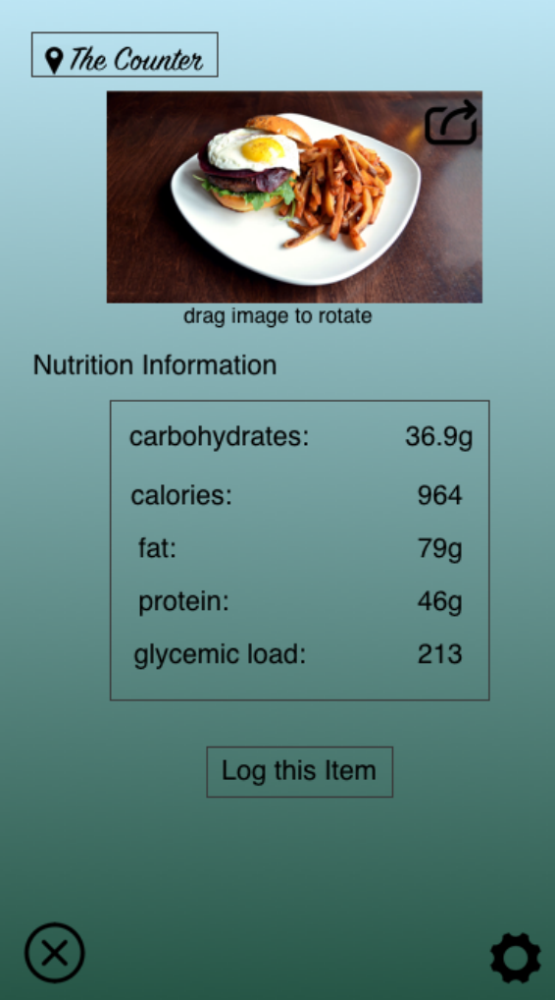 The Counter
drag image to rotate
Nutrition Information
carbohydrates: 36.9g
calories: 964
fat: 79g
protein: 46g
glycemic load: 213
Log this Item